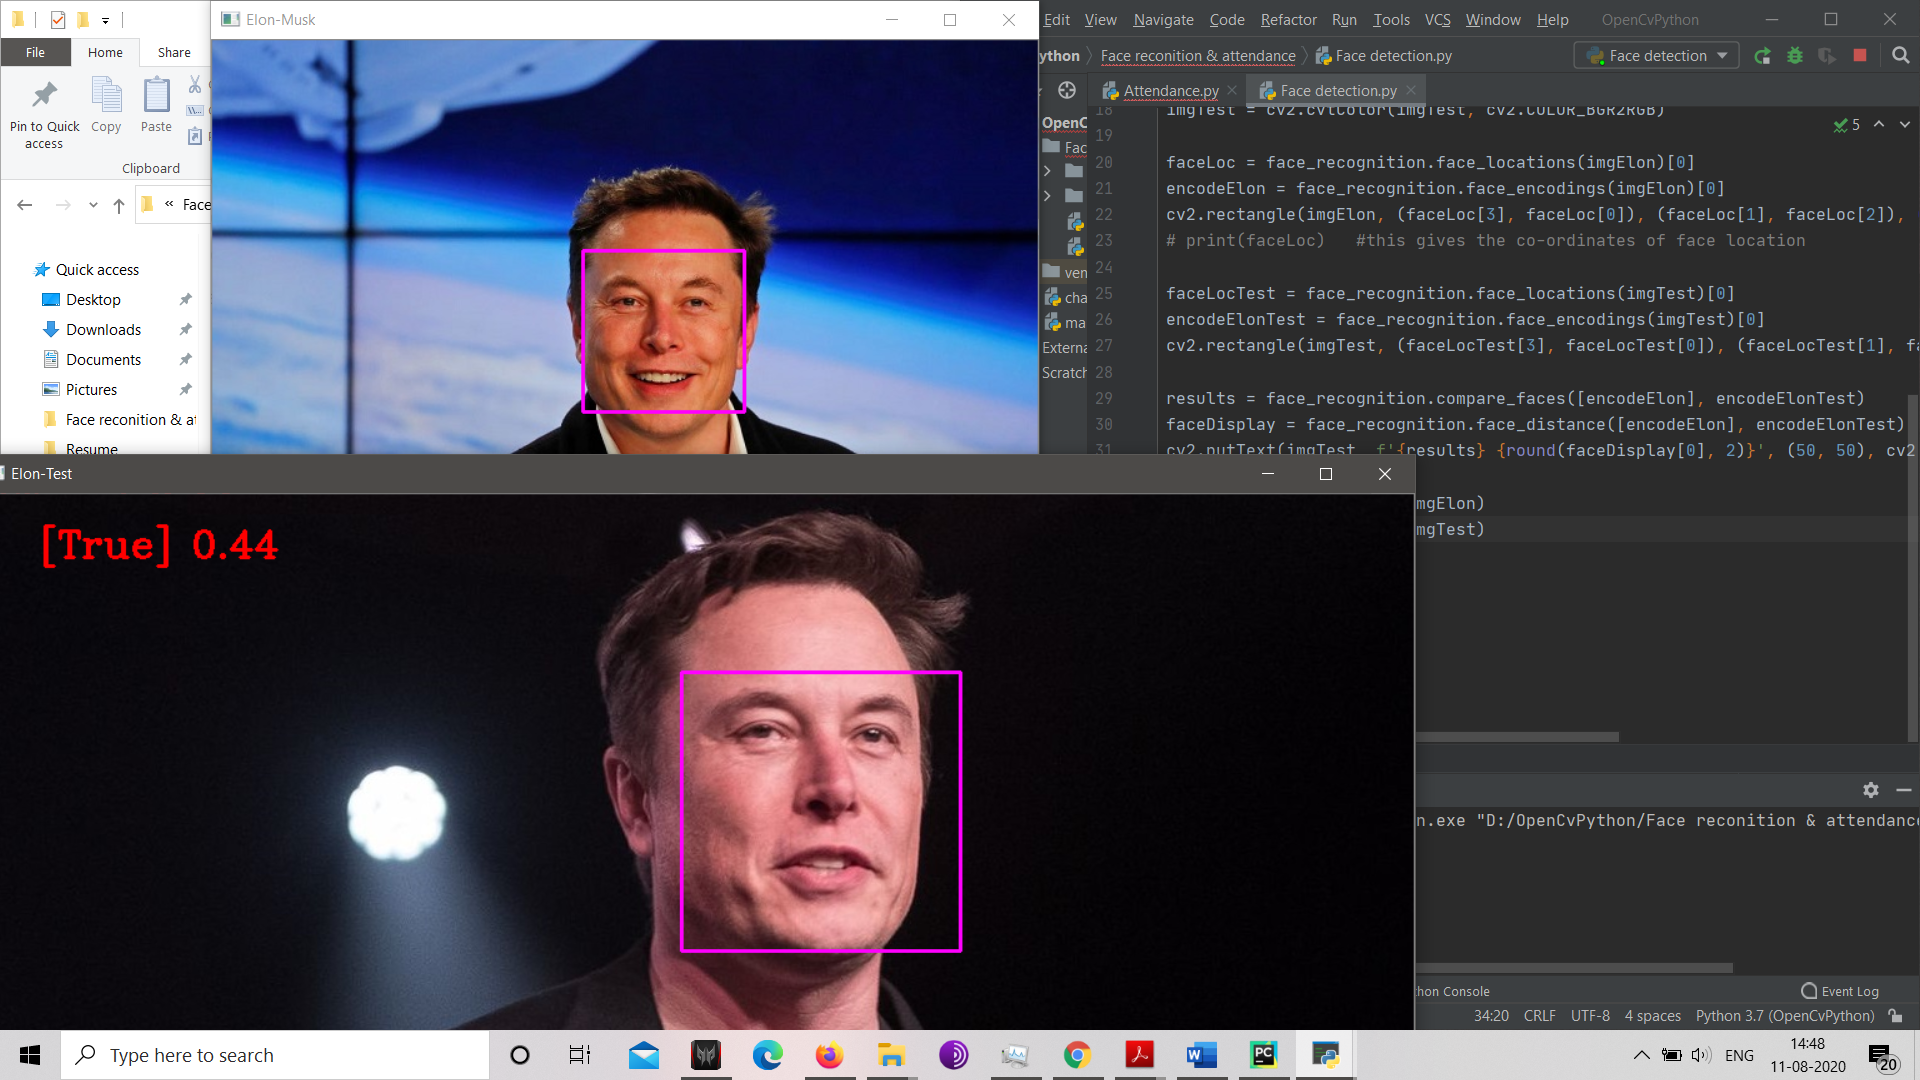 File
Home
Share
Pin to Quick
access
Copy
Paste
Clipboard
« Face
Quick access
Desktop
Downloads
Documents
Pictures
Face reconition & at
Resume
Elon-Musk
Edit View Navigate Code Refactor Run Tools VCS Window Help OpenCvPython
ython Face reconition & attendance Face detection.py
Face detection
Attendance.py Face detection.py
OpenC
Fac
ven
cha
ma
Externa
Scratch
5
18 imgTest = cv2.cvtColor(imgTest, cv2.COLOR_BGR2RGB)
19
20 faceLoc = face_recognition.face_locations(imgElon)[0]
21 encodeElon = face_recognition.face_encodings(imgElon)[0]
22 cv2.rectangle(imgElon, (faceLoc[3], faceLoc[0]), (faceLoc[1], faceLoc[2]),
23 # print(faceLoc)   #this gives the co-ordinates of face location
24
25 faceLocTest = face_recognition.face_locations(imgTest)[0]
26 encodeElonTest = face_recognition.face_encodings(imgTest)[0]
27 cv2.rectangle(imgTest, (faceLocTest[3], faceLocTest[0]), (faceLocTest[1], fa
28
29 results = face_recognition.compare_faces([encodeElon], encodeElonTest)
30 faceDisplay = face_recognition.face_distance([encodeElon], encodeElonTest)
31 cv2.putText(imgTest, f'{results} {round(faceDisplay[0], 2)}', (50, 50), cv2
mgElon)
mgTest)
Elon-Test
[True] 0.44
n.exe "D:/OpenCvPython/Face reconition & attendance
hon Console
Event Log
34:20 CRLF UTF-8 4 spaces Python 3.7 (OpenCvPython)
Type here to search
ENG
14:48
11-08-2020
20